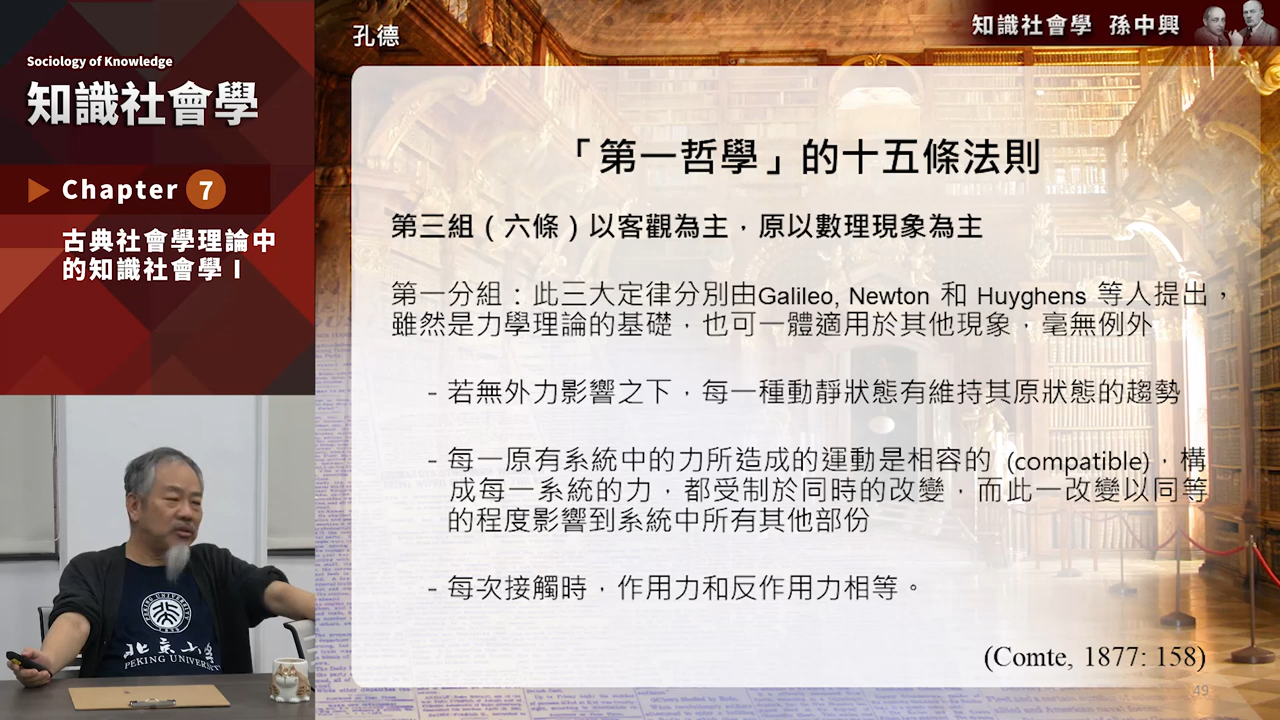 Sociology of Knowledge
知識社會學
Chapter 7
古典社會學理論中
的知識社會學 I
孔德
知識社會學 孫中興
「第一哲學」的十五條法則
第三組（六條）以客觀為主，原以數理現象為主
第一分組：此三大定律分別由Galileo, Newton 和 Huyghens 等人提出，
雖然是力學理論的基礎，也可一體適用於其他現象，毫無例外
- 若無外力影響之下，每一種動靜狀態有維持其原狀態的趨勢
- 每一原有系統中的力所造成的運動是相容的 (compatible)，構
成每一系統的力，都受制於同時的改變，而此一改變以同等
的程度影響到系統中所有其他部份
- 每次接觸時，作用力和反作用力相等。
(Comte, 1877: 158)
49
PEKING UNIVERSITY
1898
北京大
PEKING UNIVERSI